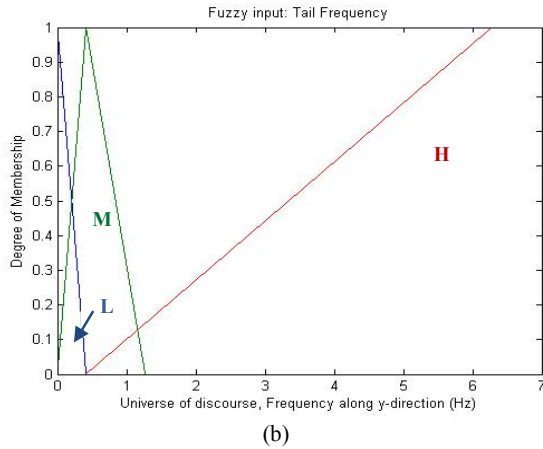 Fuzzy input: Tail Frequency
1
0.9
0.8
0.7
0.6
0.5
0.4
0.3
0.2
0.1
0
Degree of Membership
H
M
L
0 1 2 3 4 5 6 7
Universe of discourse, Frequency along y-direction (Hz)
(b)